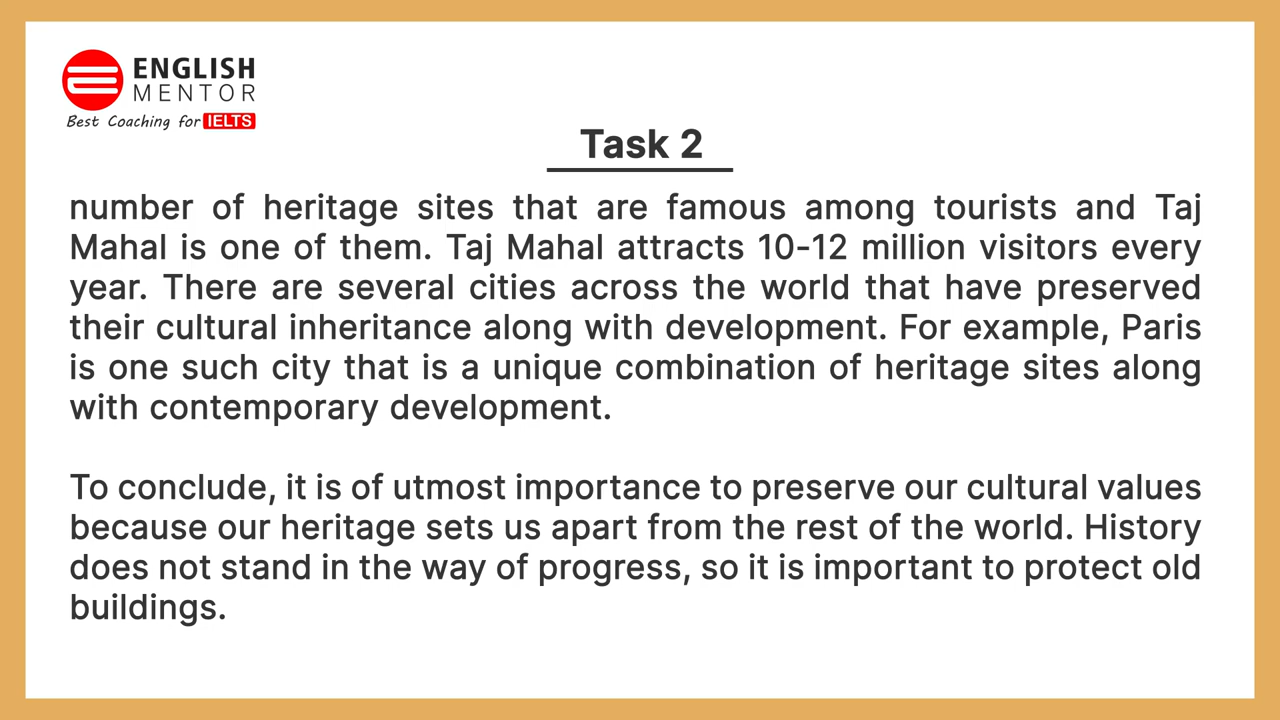 ENGLISH
MENTOR
Best Coaching for IELTS
Task 2
number of heritage sites that are famous among tourists and Taj
Mahal is one of them. Taj Mahal attracts 10-12 million visitors every
year. There are several cities across the world that have preserved
their cultural inheritance along with development. For example, Paris
is one such city that is a unique combination of heritage sites along
with contemporary development.
To conclude, it is of utmost importance to preserve our cultural values
because our heritage sets us apart from the rest of the world. History
does not stand in the way of progress, so it is important to protect old
buildings.